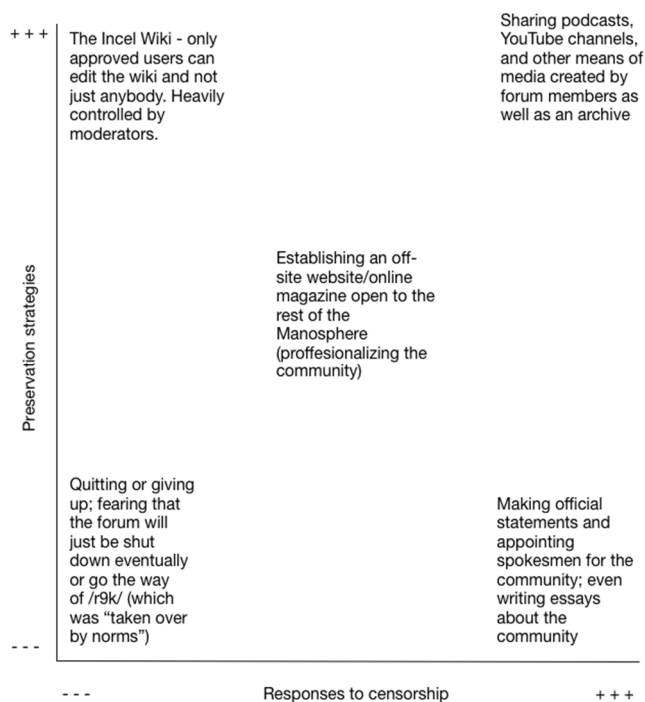 + + +
The Incel Wiki - only
approved users can
edit the wiki and not
just anybody. Heavily
controlled by
moderators.
Sharing podcasts,
YouTube channels,
and other means of
media created by
forum members as
well as an archive
Preservation strategies
Establishing an off-
site website/online
magazine open to the
rest of the
Manosphere
(proffesionalizing the
community)
Quitting or giving
up; fearing that
the forum will
just be shut
down eventually
or go the way
of /r9k/ (which
was “taken over
by norms”)
Making official
statements and
appointing
spokesmen for the
community; even
writing essays
about the
community
- - -
- - -
Responses to censorship
+ + +